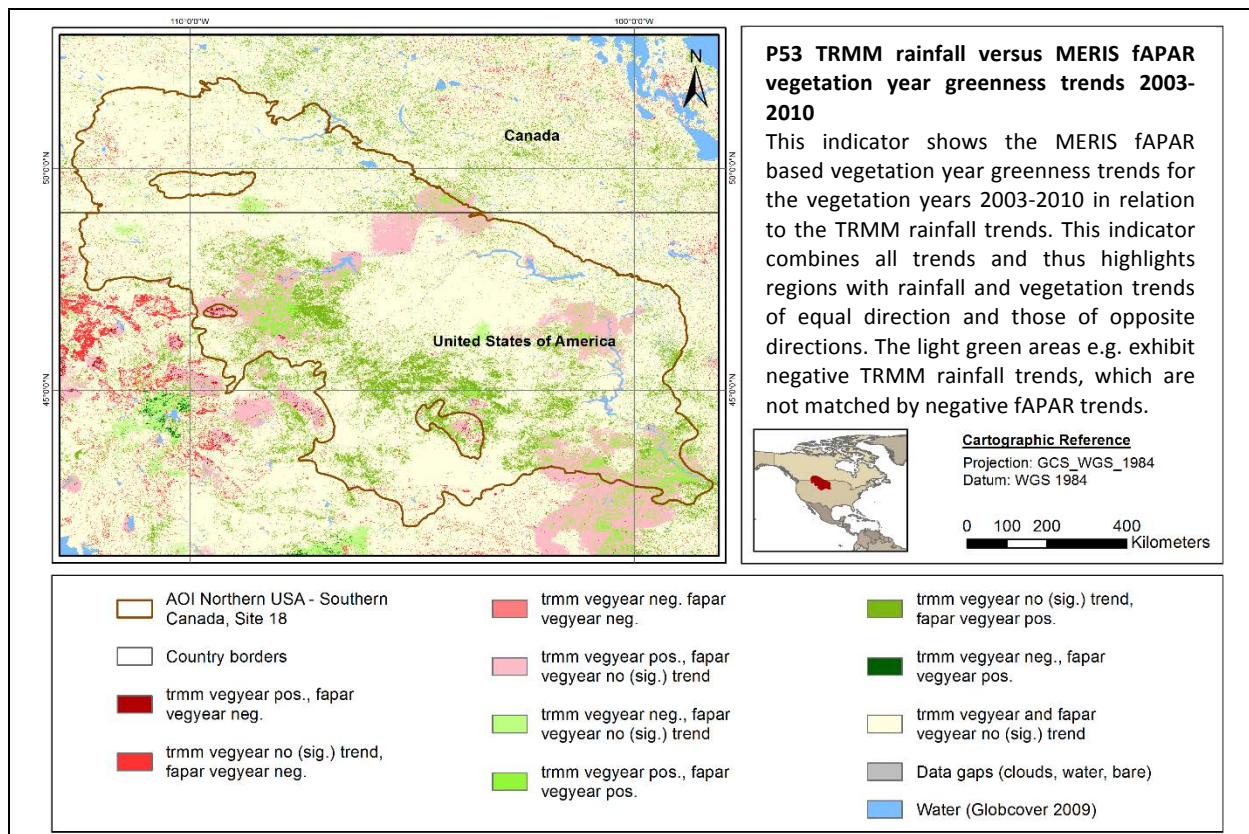 110°0'0"W
100°0'0"W
N
Canada
50°0'0"N
50°0'0"N
United States of America
45°0'0"N
45°0'0"N
P53 TRMM rainfall versus MERIS fAPAR
vegetation year greenness trends 2003-
2010
This indicator shows the MERIS fAPAR
based vegetation year greenness trends for
the vegetation years 2003-2010 in relation
to the TRMM rainfall trends. This indicator
combines all trends and thus highlights
regions with rainfall and vegetation trends
of equal direction and those of opposite
directions. The light green areas e.g. exhibit
negative TRMM rainfall trends, which are
not matched by negative fAPAR trends.
Cartographic Reference
Projection: GCS_WGS_1984
Datum: WGS 1984
0 100 200 400
Kilometers
AOI Northern USA - Southern
Canada, Site 18
Country borders
trmm vegyear pos., fapar
vegyear neg.
trmm vegyear no (sig.) trend,
fapar vegyear neg.
trmm vegyear neg. fapar
vegyear neg.
trmm vegyear pos., fapar
vegyear no (sig.) trend
trmm vegyear neg., fapar
vegyear no (sig.) trend
trmm vegyear pos., fapar
vegyear pos.
trmm vegyear no (sig.) trend,
fapar vegyear pos.
trmm vegyear neg., fapar
vegyear pos.
trmm vegyear and fapar
vegyear no (sig.) trend
Data gaps (clouds, water, bare)
Water (Globcover 2009)